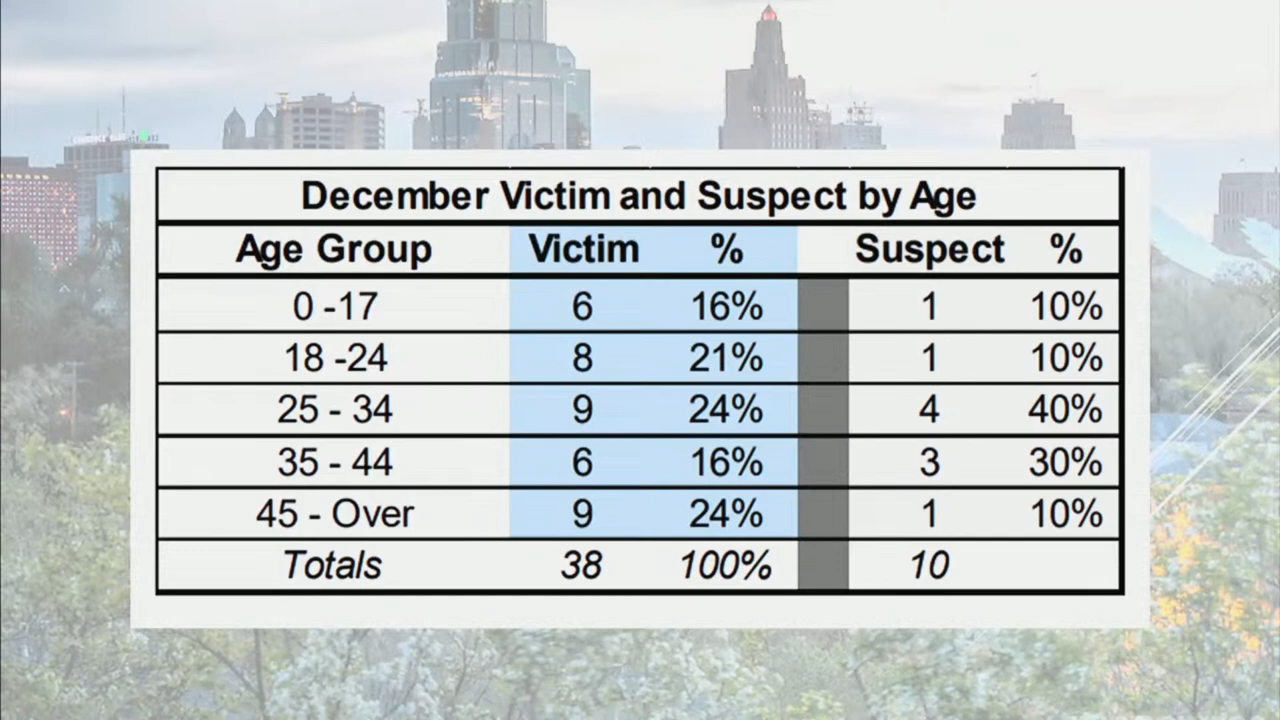 December Victim and Suspect by Age
Age Group Victim % Suspect %
0 -17 6 16% 1 10%
18 -24 8 21% 1 10%
25 - 34 9 24% 4 40%
35 - 44 6 16% 3 30%
45 - Over 9 24% 1 10%
Totals 38 100% 10